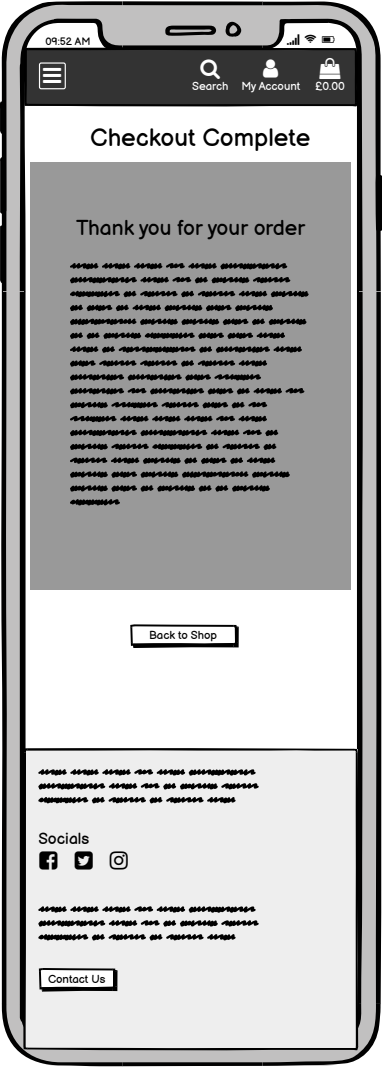 09:52 AM
Search
My Account
£0.00
Checkout Complete
Thank you for your order
Back to Shop
Socials
Contact Us